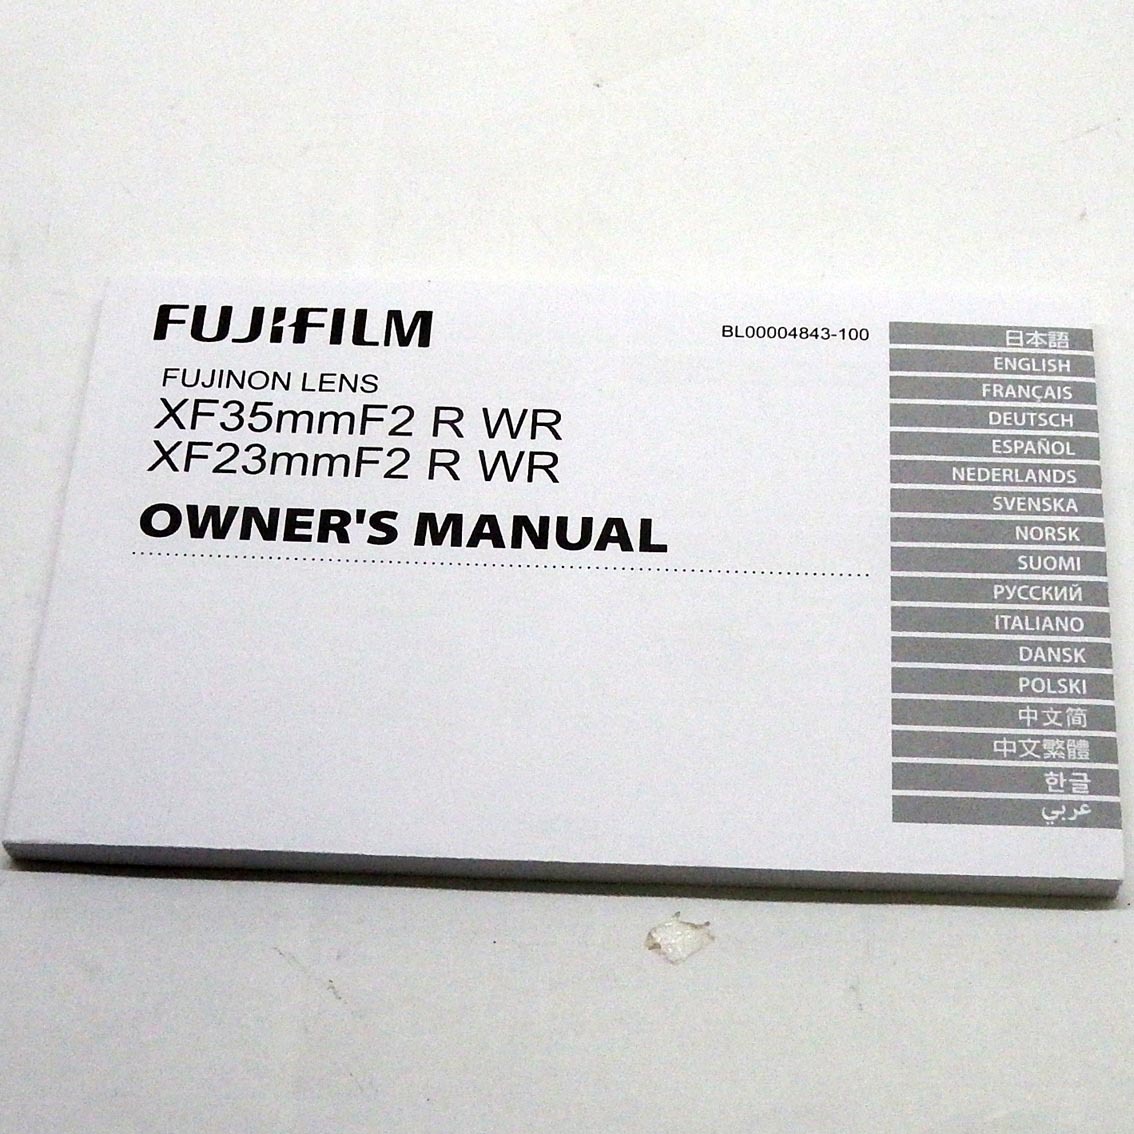 FUJIFILM
BL00004843-100
FUJINON LENS
XF35mmF2 R WR
XF23mmF2 R WR
OWNER'S MANUAL
日本語
ENGLISH
FRANÇAIS
DEUTSCH
ESPAÑOL
NEDERLANDS
SVENSKA
NORSK
SUOMI
РУССКИЙ
ITALIANO
DANSK
POLSKI
中文简
中文繁體
한글
عربي